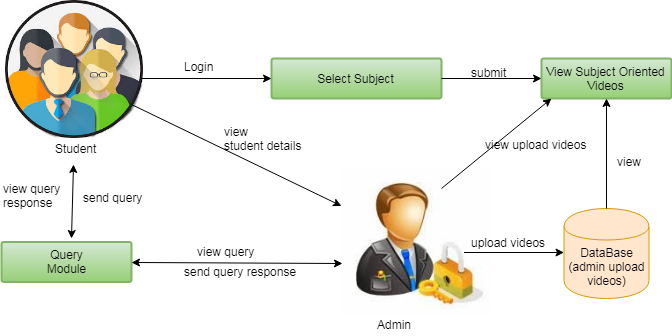 Login
Select Subject
submit
View Subject Oriented
Videos
Student
view
student details
view upload videos
view
view query
response
send query
Query
Module
view query
send query response
upload videos
DataBase
(admin upload
videos)
Admin